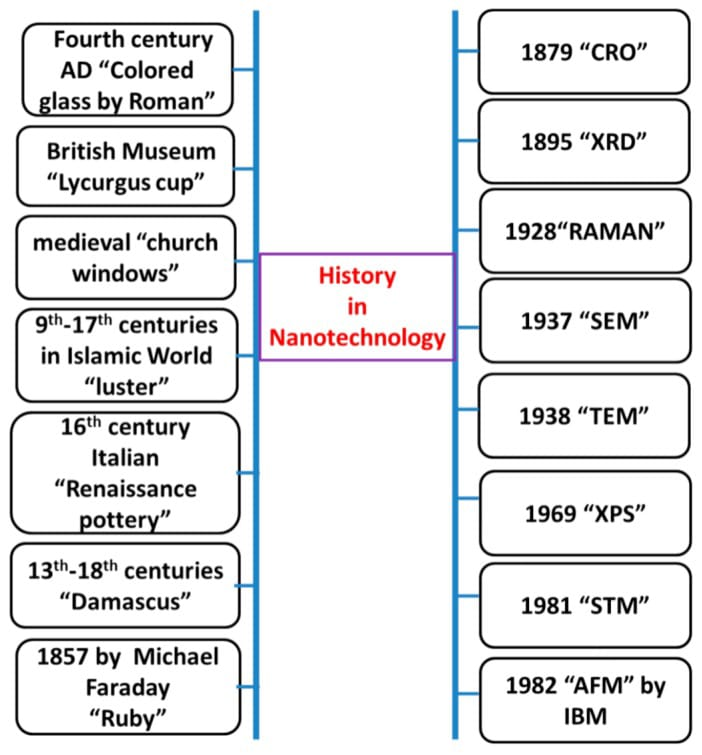 Fourth century
AD “Colored
glass by Roman”
British Museum
“Lycurgus cup”
medieval “church
windows”
9th-17th centuries
in Islamic World
“luster”
16th century
Italian
“Renaissance
pottery”
13th-18th centuries
“Damascus”
1857 by  Michael
Faraday
“Ruby”
History
in
Nanotechnology
1879 “CRO”
1895 “XRD”
1928“RAMAN”
1937 “SEM”
1938 “TEM”
1969 “XPS”
1981 “STM”
1982 “AFM” by
IBM